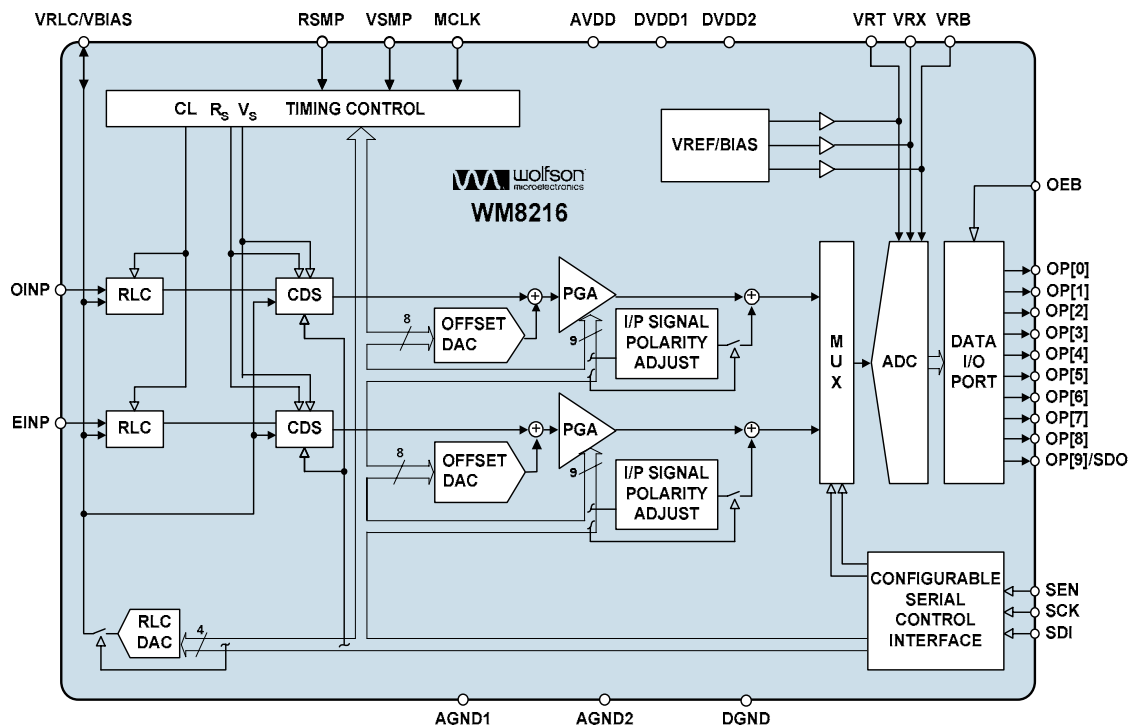 VRLC/VBIAS RSMP VSMP MCLK AVDD DVDD1 DVDD2 VRT VRX VRB
CL RS VS TIMING CONTROL
VREF/BIAS
wolfson
microelectronics
WM8216
OEB
OINP
RLC
CDS
8
OFFSET
DAC
+
PGA
9
I/P SIGNAL
POLARITY
ADJUST
+
M
U
X
ADC
DATA
I/O
PORT
OP[0]
OP[1]
OP[2]
OP[3]
OP[4]
OP[5]
OP[6]
OP[7]
OP[8]
OP[9]/SDO
EINP
RLC
CDS
8
OFFSET
DAC
+
PGA
9
I/P SIGNAL
POLARITY
ADJUST
+
RLC
DAC
4
CONFIGURABLE
SERIAL
CONTROL
INTERFACE
SEN
SCK
SDI
AGND1 AGND2 DGND